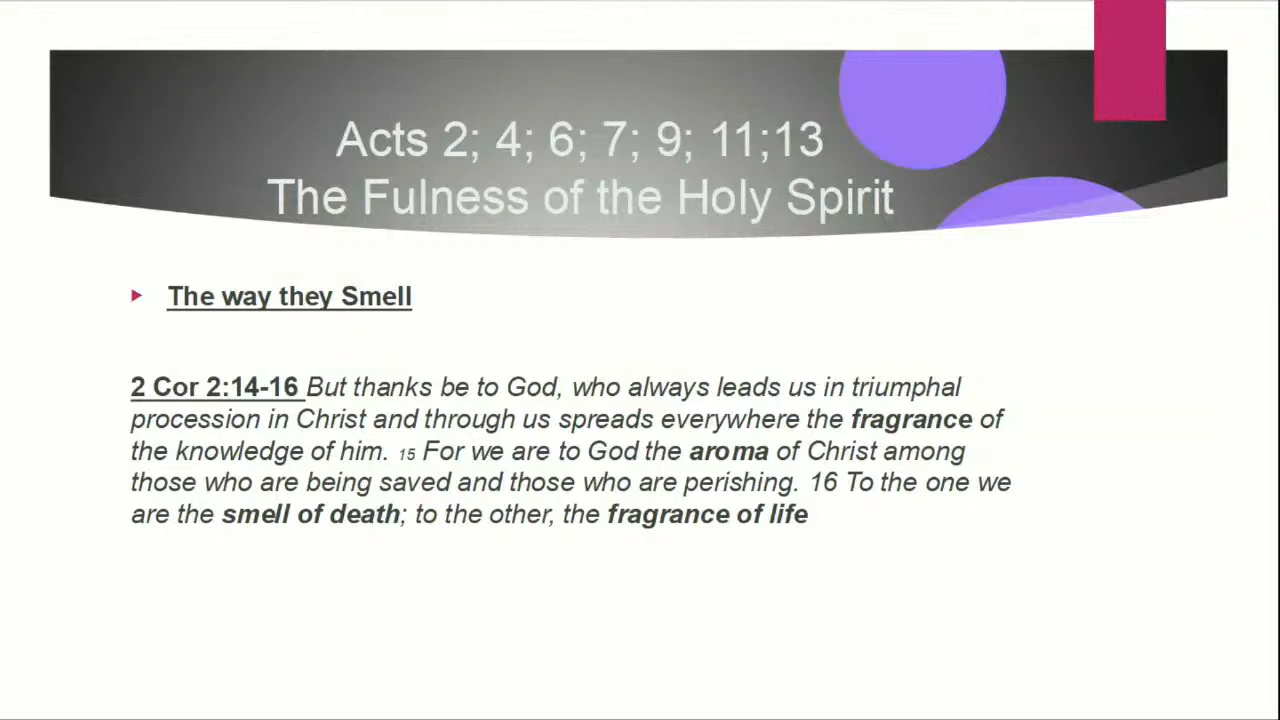 Acts 2; 4; 6; 7; 9; 11;13
The Fulness of the Holy Spirit
The way they Smell
2 Cor 2:14-16 But thanks be to God, who always leads us in triumphal
procession in Christ and through us spreads everywhere the fragrance of
the knowledge of him. 15 For we are to God the aroma of Christ among
those who are being saved and those who are perishing. 16 To the one we
are the smell of death; to the other, the fragrance of life